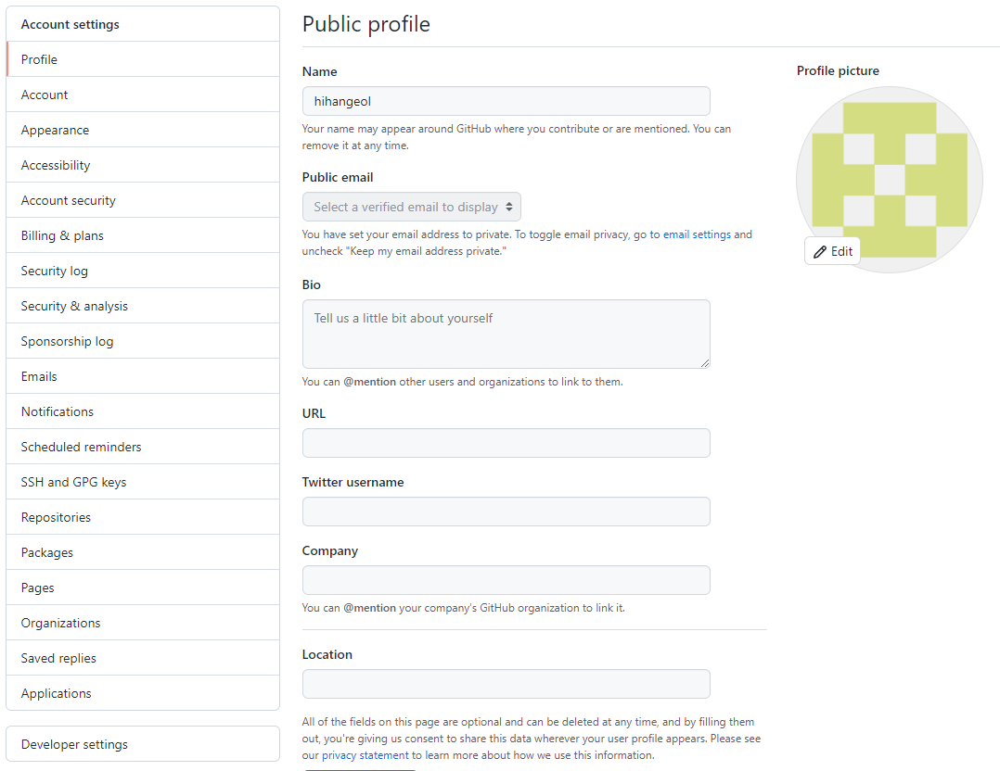 Account settings
Profile
Account
Appearance
Accessibility
Account security
Billing & plans
Security log
Security & analysis
Sponsorship log
Emails
Notifications
Scheduled reminders
SSH and GPG keys
Repositories
Packages
Pages
Organizations
Saved replies
Applications
Developer settings
Public profile
Name
hihangeol
Your name may appear around GitHub where you contribute or are mentioned. You can
remove it at any time.
Public email
Select a verified email to display
You have set your email address to private. To toggle email privacy, go to email settings and
uncheck "Keep my email address private."
Bio
Tell us a little bit about yourself
You can @mention other users and organizations to link to them.
URL
Twitter username
Company
You can @mention your company's GitHub organization to link it.
Location
All of the fields on this page are optional and can be deleted at any time, and by filling them
out, you're giving us consent to share this data wherever your user profile appears. Please see
our privacy statement to learn more about how we use this information.
Profile picture
Edit